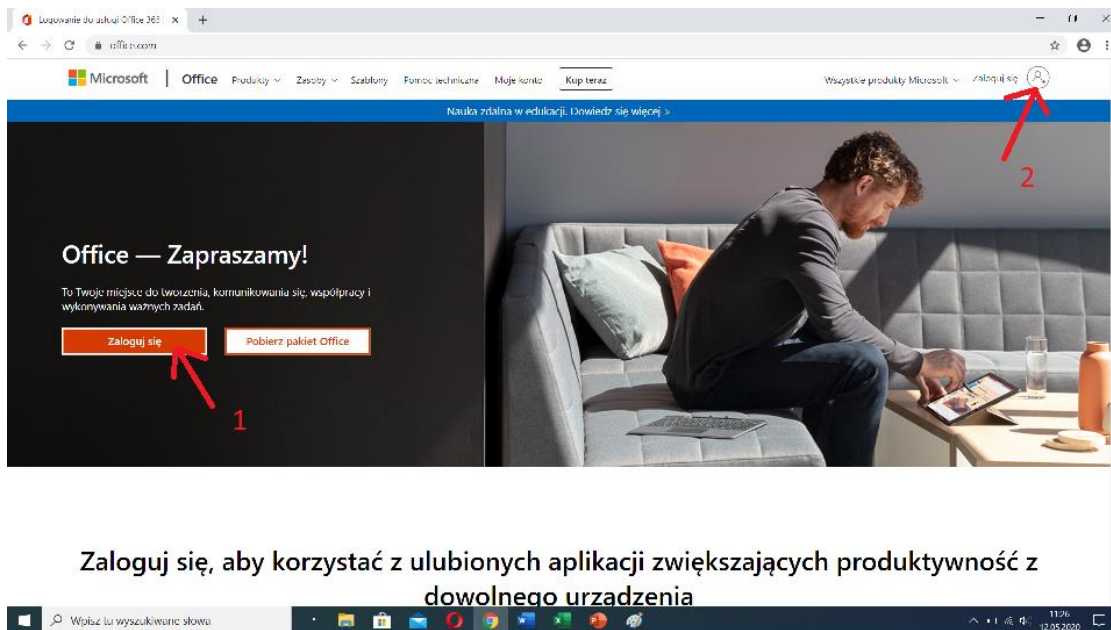 Logowanie do usługi Office 365
office.com
Microsoft Office Produkty Zasoby Szablony Pomoc techniczna Moje konto Kup teraz Wszystkie produkty Microsoft Zaloguj się
Nauka zdalna w edukacji. Dowiedz się więcej >
2
Office — Zapraszamy!
To Twoje miejsce do tworzenia, komunikowania się, współpracy i
wykonywania ważnych zadań.
Zaloguj się Pobierz pakiet Office
1
Zaloguj się, aby korzystać z ulubionych aplikacji zwiększających produktywność z
dowolnego urządzenia
Wpisz tu wyszukiwane słowa
11:26
12.05.2020